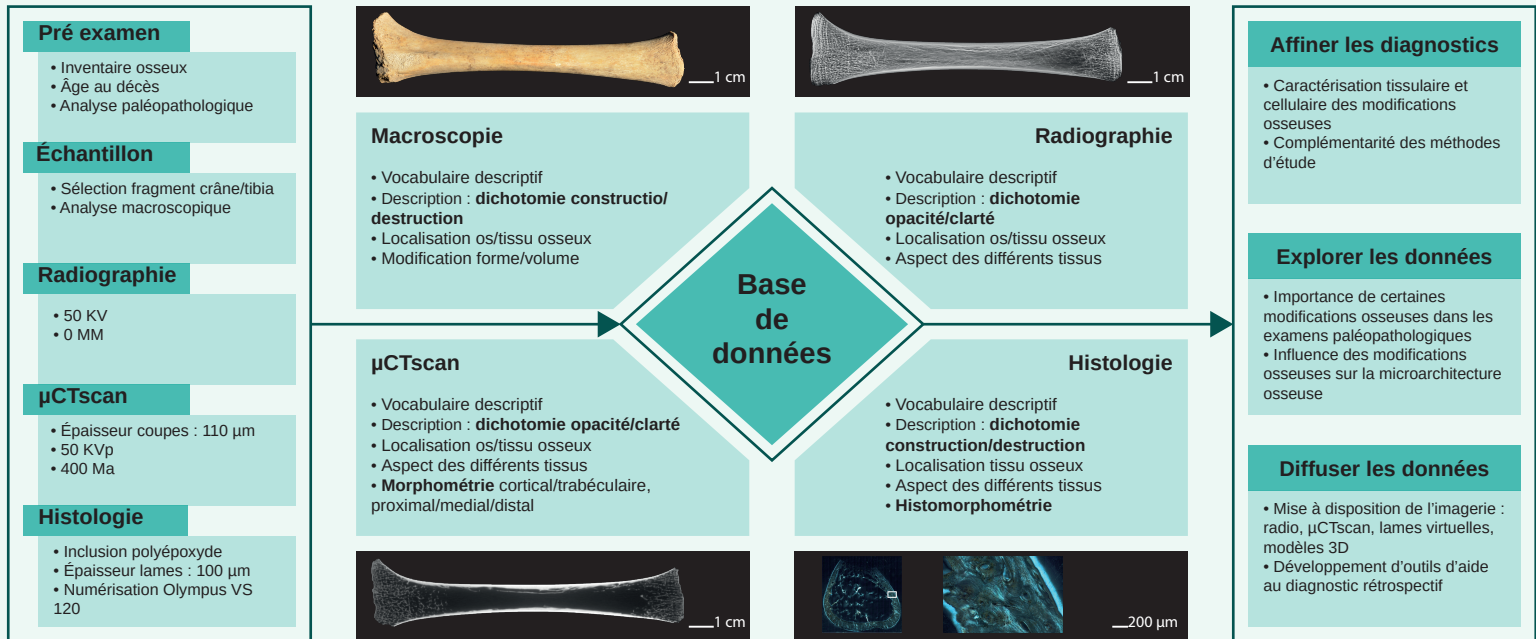 Pré examen
• Inventaire osseux
• Âge au décès
• Analyse paléopathologique
Échantillon
• Sélection fragment crâne/tibia
• Analyse macroscopique
Radiographie
• 50 KV
• 0 MM
µCTscan
• Épaisseur coupes : 110 µm
• 50 KVp
• 400 Ma
Histologie
• Inclusion polyépoxyde
• Épaisseur lames : 100 µm
• Numérisation Olympus VS
120
1 cm
Macroscopie
• Vocabulaire descriptif
• Description : dichotomie constructio/
destruction
• Localisation os/tissu osseux
• Modification forme/volume
1 cm
Radiographie
• Vocabulaire descriptif
• Description : dichotomie
opacité/clarté
• Localisation os/tissu osseux
• Aspect des différents tissus
Base
de
données
µCTscan
• Vocabulaire descriptif
• Description : dichotomie opacité/clarté
• Localisation os/tissu osseux
• Aspect des différents tissus
• Morphométrie cortical/trabéculaire,
proximal/medial/distal
1 cm
Histologie
• Vocabulaire descriptif
• Description : dichotomie
construction/destruction
• Localisation tissu osseux
• Aspect des différents tissus
• Histomorphométrie
200 µm
Affiner les diagnostics
• Caractérisation tissulaire et
cellulaire des modifications
osseuses
• Complémentarité des méthodes
d’étude
Explorer les données
• Importance de certaines
modifications osseuses dans les
examens paléopathologiques
• Influence des modifications
osseuses sur la microarchitecture
osseuse
Diffuser les données
• Mise à disposition de l’imagerie :
radio, µCTscan, lames virtuelles,
modèles 3D
• Développement d’outils d’aide
au diagnostic rétrospectif